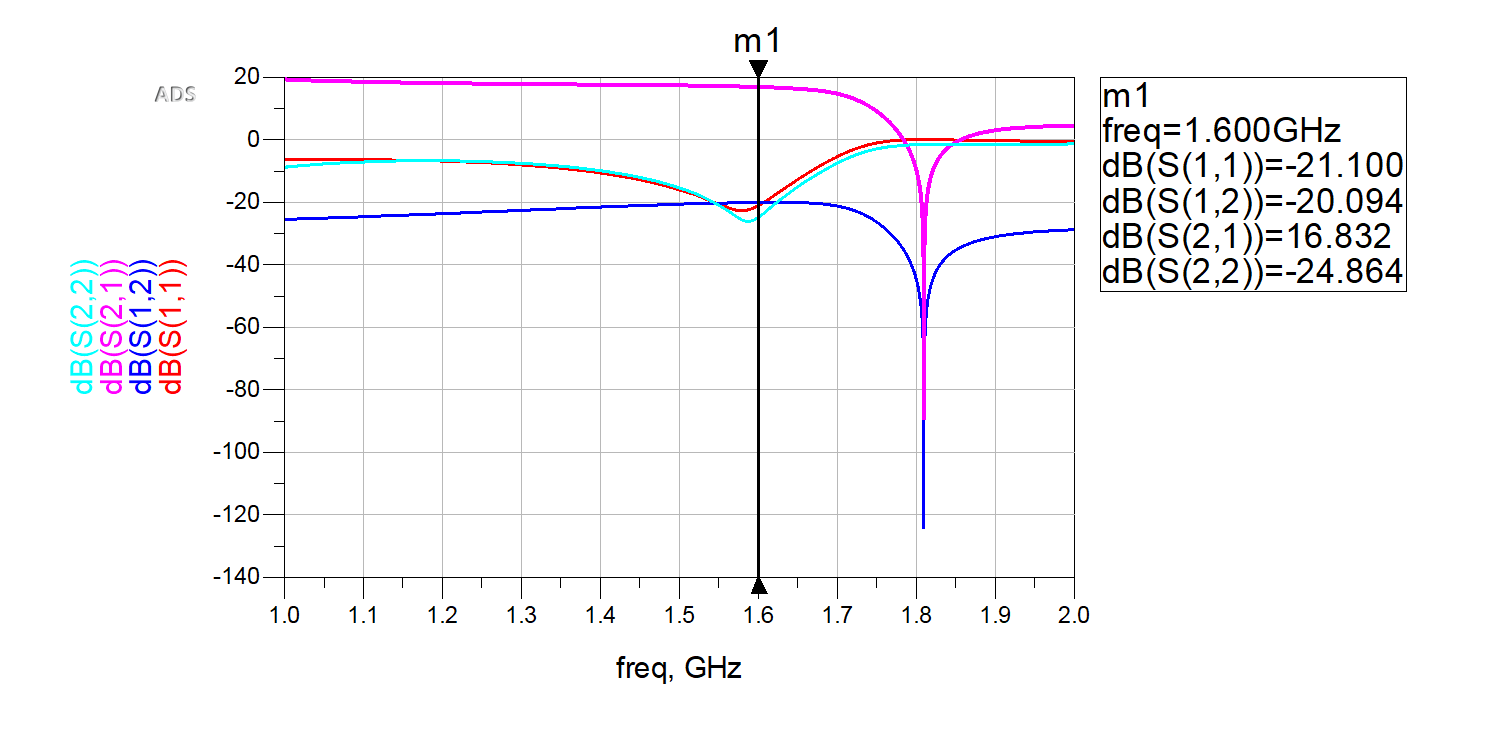 m1
ADS
20
0
-20
-40
-60
-80
-100
-120
-140
1.0 1.1 1.2 1.3 1.4 1.5 1.6 1.7 1.8 1.9 2.0
freq, GHz
dB(S(2,2))
dB(S(2,1))
dB(S(1,2))
dB(S(1,1))
m1
freq=1.600GHz
dB(S(1,1))=-21.100
dB(S(1,2))=-20.094
dB(S(2,1))=16.832
dB(S(2,2))=-24.864